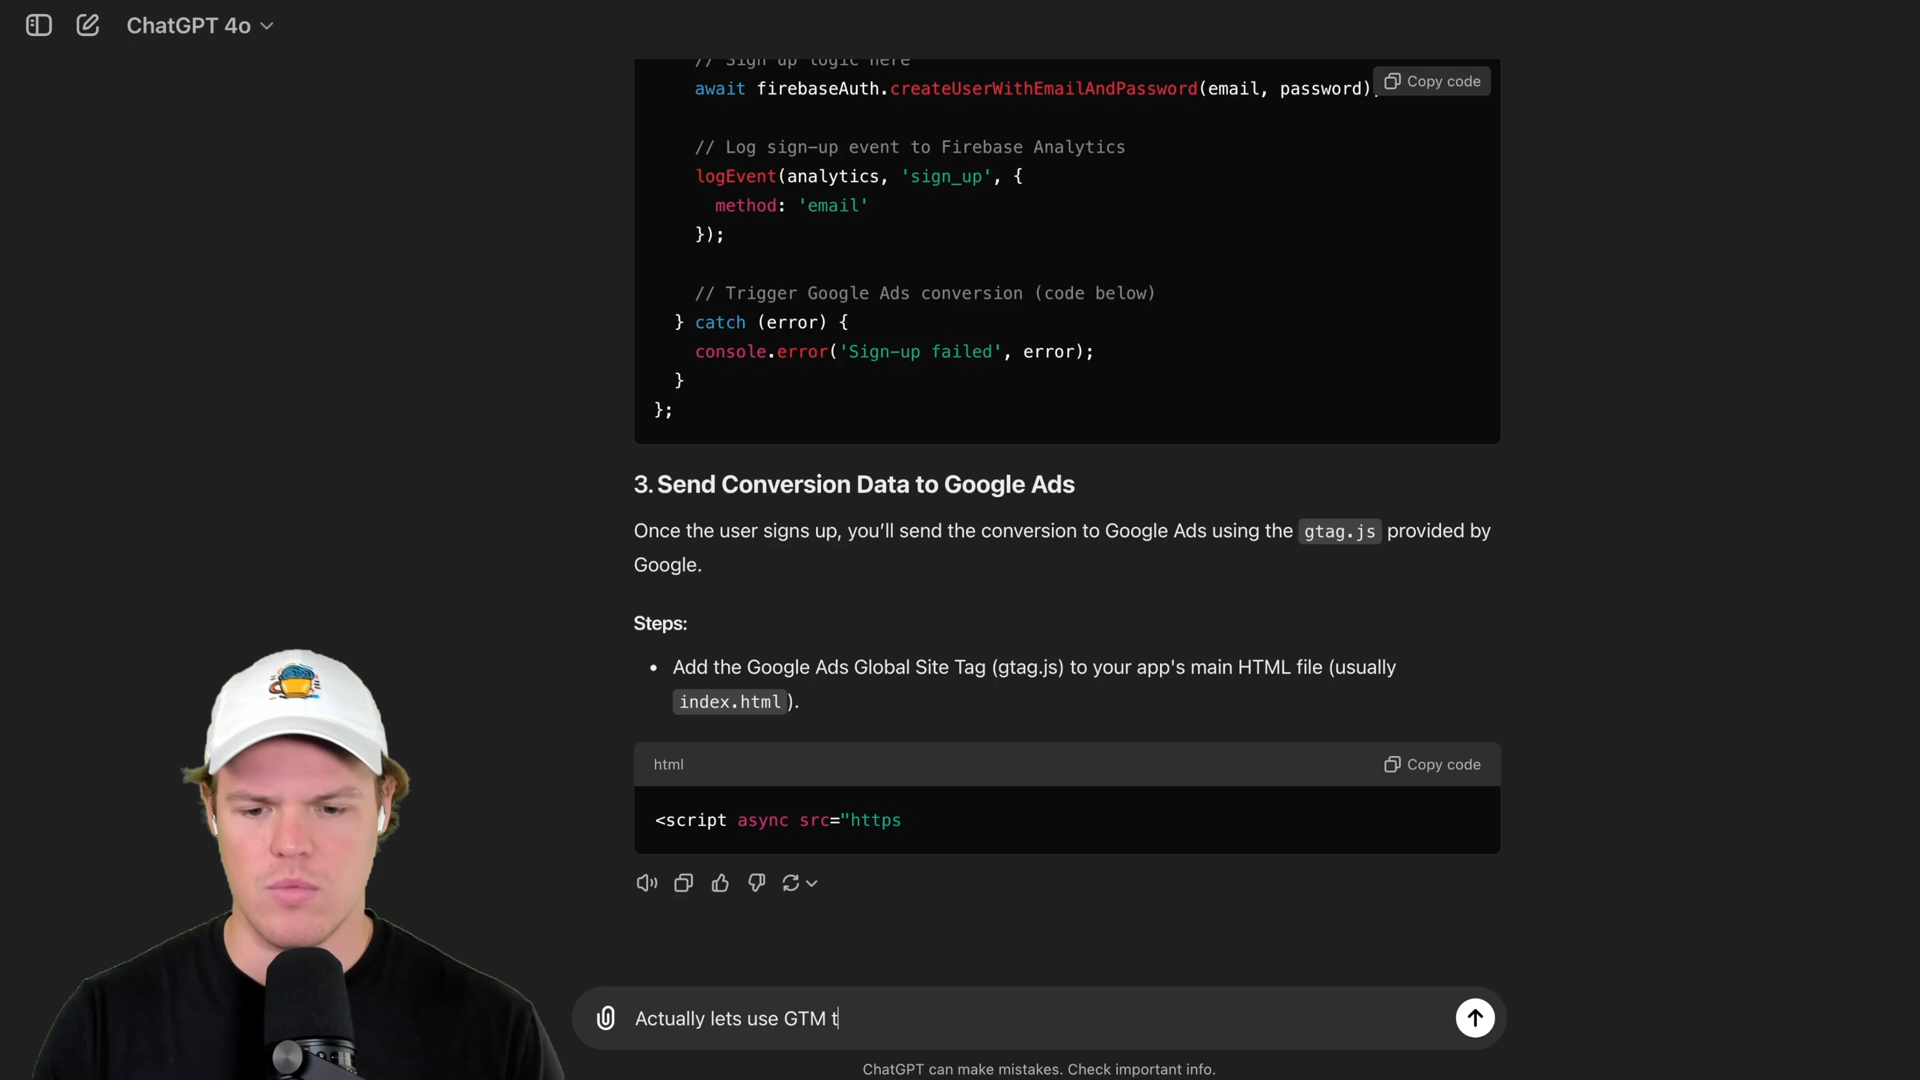 ChatGPT 4o
// Sign up logic here
await firebaseAuth.createUserWithEmailAndPassword(email, password);
Copy code
// Log sign-up event to Firebase Analytics
logEvent(analytics, 'sign_up', {
method: 'email'
});
// Trigger Google Ads conversion (code below)
} catch (error) {
console.error('Sign-up failed', error);
}
};
3. Send Conversion Data to Google Ads
Once the user signs up, you’ll send the conversion to Google Ads using the gtag.js provided by
Google.
Steps:
• Add the Google Ads Global Site Tag (gtag.js) to your app's main HTML file (usually
index.html).
html
Copy code
<script async src="https
Actually lets use GTM t
ChatGPT can make mistakes. Check important info.